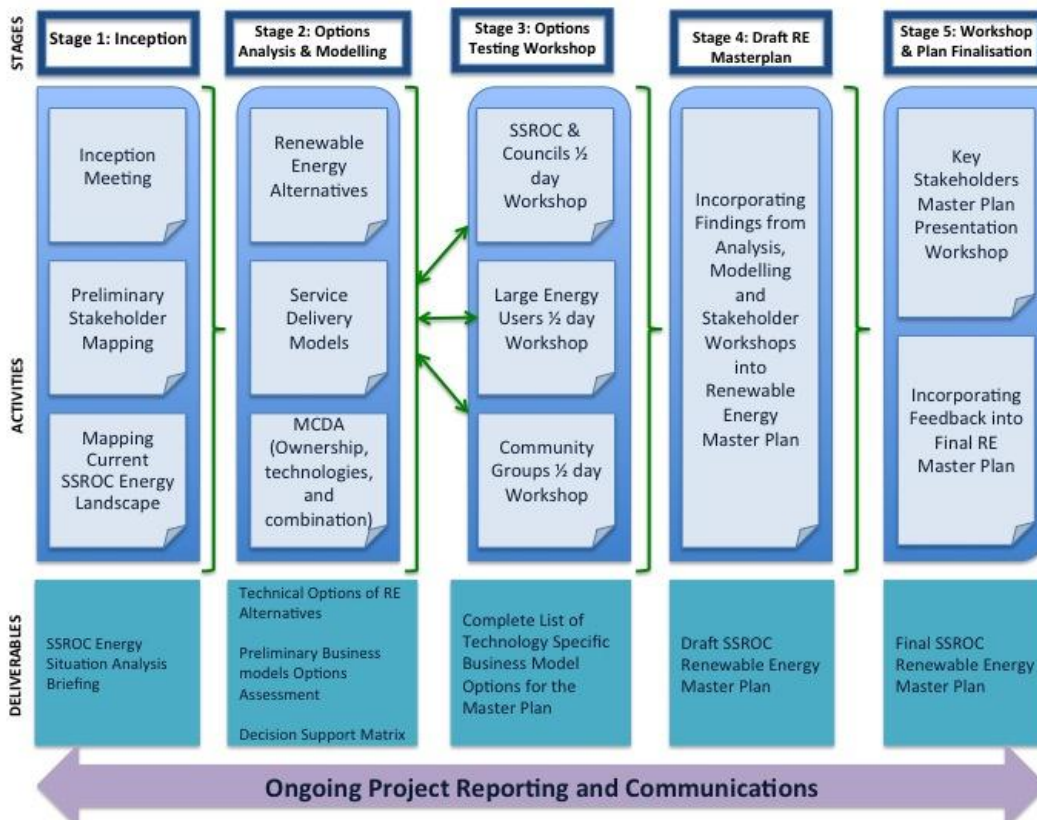 STAGES
Stage 1: Inception
Stage 2: Options
Analysis & Modelling
Stage 3: Options
Testing Workshop
Stage 4: Draft RE
Masterplan
Stage 5: Workshop
& Plan Finalisation
ACTIVITIES
Inception
Meeting
Preliminary
Stakeholder
Mapping
Mapping
Current
SSROC Energy
Landscape
Renewable
Energy
Alternatives
Service
Delivery
Models
MCDA
(Ownership,
technologies,
and
combination)
SSROC &
Councils ½
day
Workshop
Large Energy
Users ½ day
Workshop
Community
Groups ½ day
Workshop
Incorporating
Findings from
Analysis,
Modelling
and
Stakeholder
Workshops
into
Renewable
Energy
Master Plan
Key
Stakeholders
Master Plan
Presentation
Workshop
Incorporating
Feedback into
Final RE
Master Plan
DELIVERABLES
SSROC Energy
Situation Analysis
Briefing
Technical Options of RE
Alternatives
Preliminary Business
models Options
Assessment
Decision Support Matrix
Complete List of
Technology Specific
Business Model
Options for the
Master Plan
Draft SSROC
Renewable Energy
Master Plan
Final SSROC
Renewable Energy
Master Plan
Ongoing Project Reporting and Communications